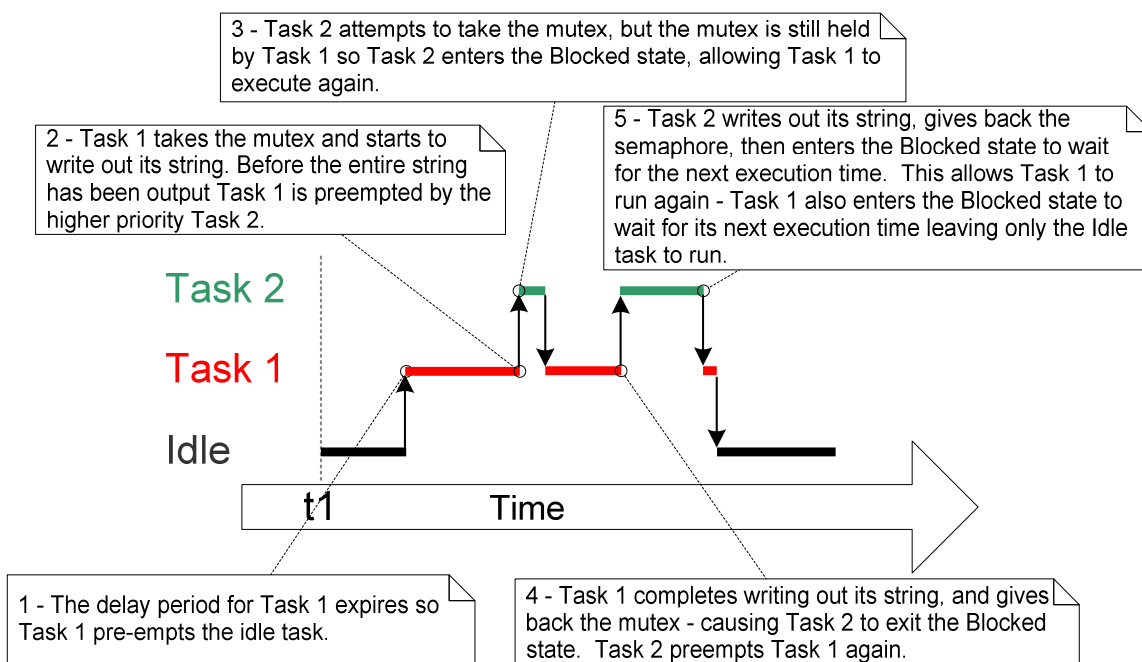 3 - Task 2 attempts to take the mutex, but the mutex is still held
by Task 1 so Task 2 enters the Blocked state, allowing Task 1 to
execute again.
2 - Task 1 takes the mutex and starts to
write out its string. Before the entire string
has been output Task 1 is preempted by the
higher priority Task 2.
5 - Task 2 writes out its string, gives back the
semaphore, then enters the Blocked state to wait
for the next execution time.  This allows Task 1 to
run again - Task 1 also enters the Blocked state to
wait for its next execution time leaving only the Idle
task to run.
Task 2
Task 1
Idle
t1
Time
1 - The delay period for Task 1 expires so
Task 1 pre-empts the idle task.
4 - Task 1 completes writing out its string, and gives
back the mutex - causing Task 2 to exit the Blocked
state.  Task 2 preempts Task 1 again.